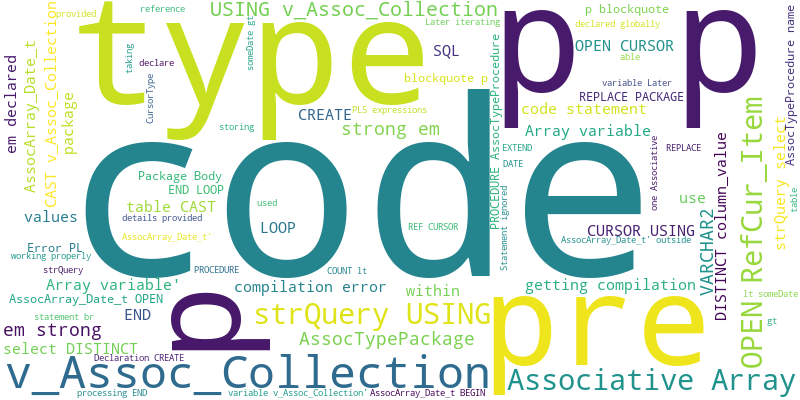 provided
reference
USING v_Assoc_Collection
p blockquote
type
p
p
Later iterating
declared globally
taking
declare
someDate gt
SQL
OPEN CURSOR
able
em declared
AssocArray_Date_t
CAST v_Assoc_Collection
package
CursorType
blockquote p
variable Later
REPLACE PACKAGE
AssocTypeProcedure name
storing
CREATE
PLS expressions
code statement
strong em
Array variable
code
PROCEDURE AssocTypeProcedure
EXTEND
REPLACE
DATE
one Associative
Package Body
END LOOP
table CAST
values
details provided
used
LOOP
REF CURSOR
Statement ignored
use
VARCHAR2
DISTINCT column_value
OPEN RefCur_Item
strQuery select
table
CURSOR USING
AssocArray_Date_t'
AssocArray_Date_t' outside
Error PL
working properly
strQuery
PROCEDURE
COUNT lt
Array variable'
compilation error
within
getting compilation
lt someDate
AssocArray_Date_t OPEN
p
pre
statement br
END
strQuery USING
gt
em strong
select DISTINCT
AssocTypePackage
Declaration CREATE
v_Assoc_Collection
Associative Array
processing END
variable v_Assoc_Collection'
AssocArray_Date_t BEGIN